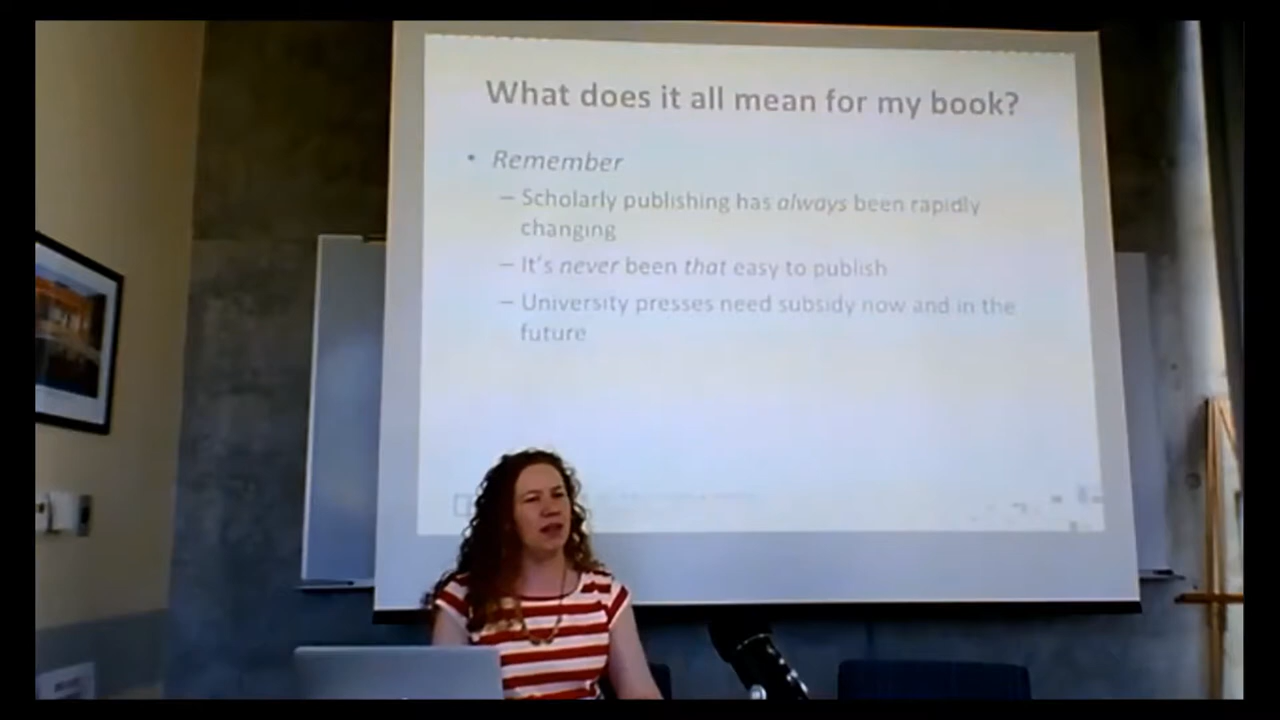 What does it all mean for my book?
• Remember
– Scholarly publishing has always been rapidly
changing
– It's never been that easy to publish
– University presses need subsidy now and in the
future